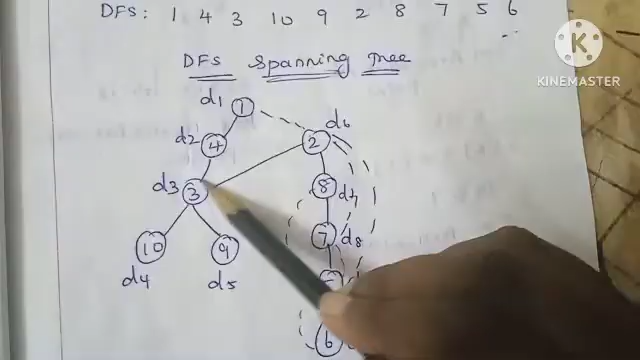 DFS: 1 4 3 10 9 2 8 7 5 6
K
KINEMASTER
DFS Spanning Tree
d1 1
d2 4 2 d6
d3 3 8 d7
10 9 7 d8
d4 d5
6